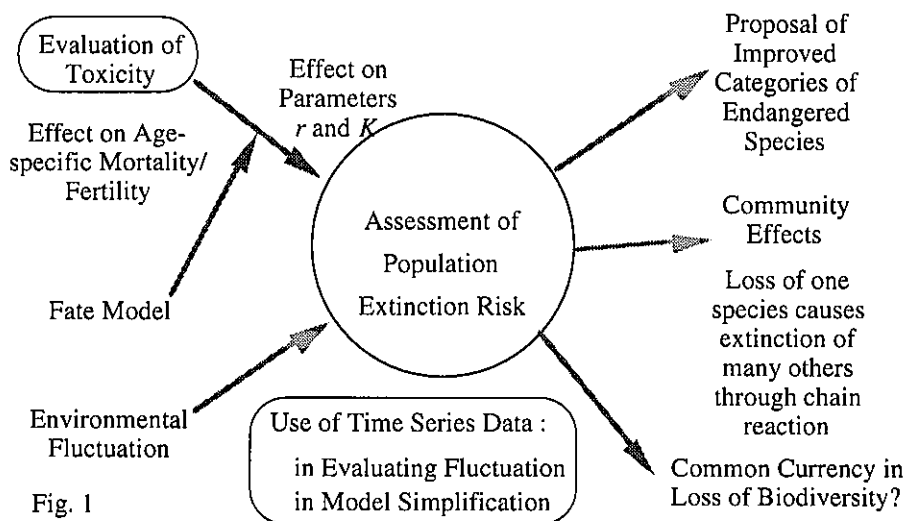 Evaluation of
Toxicity
Effect on
Parameters
r and K
Effect on Age-
specific Mortality/
Fertility
Fate Model
Environmental
Fluctuation
Assessment of
Population
Extinction Risk
Use of Time Series Data :
in Evaluating Fluctuation
in Model Simplification
Proposal of
Improved
Categories of
Endangered
Species
Community
Effects
Loss of one
species causes
extinction of
many others
through chain
reaction
Common Currency in
Loss of Biodiversity?
Fig. 1